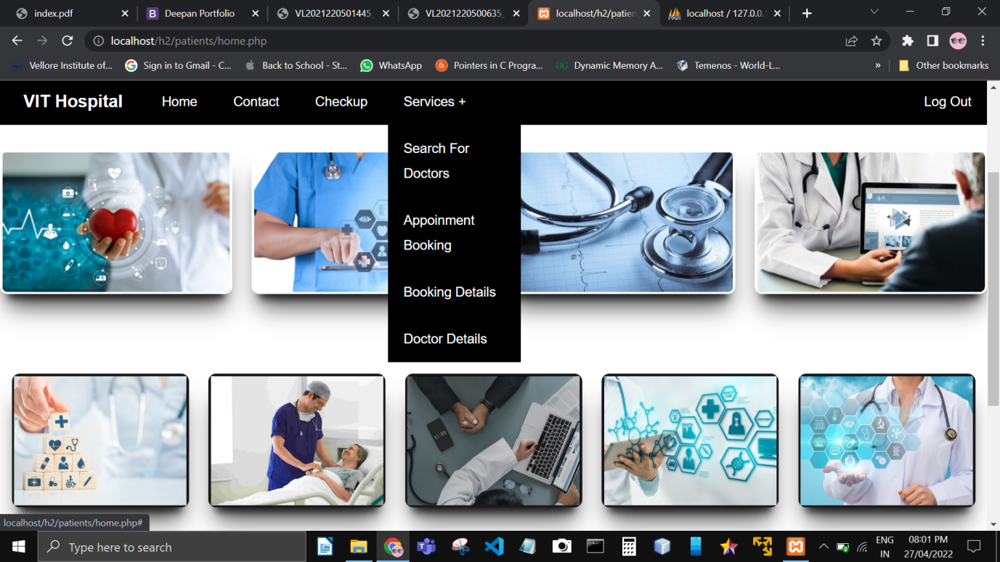 index.pdf
Deepan Portfolio
VL2021220501445_
VL2021220500635_
localhost/h2/patien
localhost / 127.0.0.1
localhost/h2/patients/home.php
Vellore Institute of...
Sign in to Gmail - C...
Back to School - St...
WhatsApp
Pointers in C Progra...
Dynamic Memory A...
Temenos - World-L...
»
Other bookmarks
VIT Hospital
Home
Contact
Checkup
Services +
Log Out
Search For
Doctors
Appoinment
Booking
Booking Details
Doctor Details
localhost/h2/patients/home.php#
Type here to search
ENG
IN
08:01 PM
27/04/2022